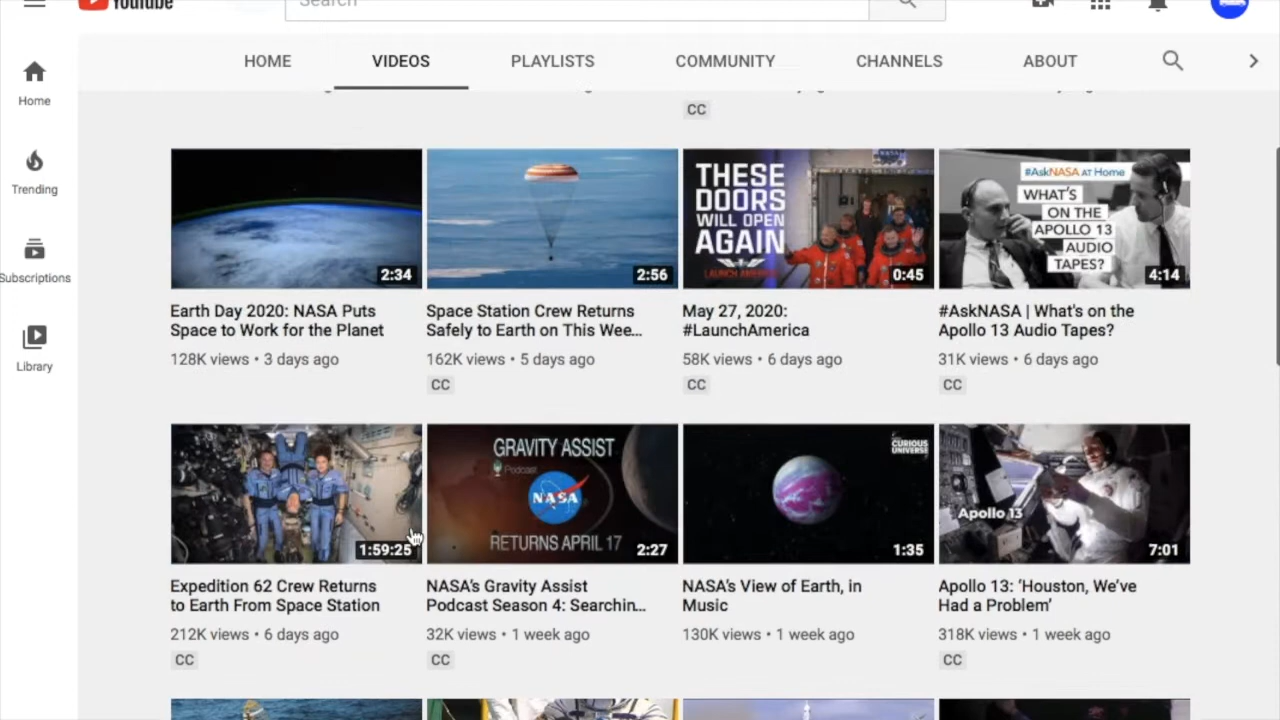 YouTube
Search
HOME VIDEOS PLAYLISTS COMMUNITY CHANNELS ABOUT
Home
Trending
Subscriptions
Library
CC
2:34
2:56
THESE
DOORS
WILL OPEN
AGAIN
LAUNCH AMERICA
0:45
#AskNASA AT Home
WHAT'S
ON THE
APOLLO 13
AUDIO
TAPES?
4:14
Earth Day 2020: NASA Puts
Space to Work for the Planet
128K views • 3 days ago
Space Station Crew Returns
Safely to Earth on This Wee...
162K views • 5 days ago
CC
May 27, 2020:
#LaunchAmerica
58K views • 6 days ago
CC
#AskNASA | What's on the
Apollo 13 Audio Tapes?
31K views • 6 days ago
CC
1:59:25
GRAVITY ASSIST
Podcast
NASA
RETURNS APRIL 17
2:27
CURIOUS
UNIVERSE
1:35
Apollo 13
7:01
Expedition 62 Crew Returns
to Earth From Space Station
212K views • 6 days ago
CC
NASA's Gravity Assist
Podcast Season 4: Searchin...
32K views • 1 week ago
CC
NASA's View of Earth, in
Music
130K views • 1 week ago
Apollo 13: 'Houston, We've
Had a Problem'
318K views • 1 week ago
CC